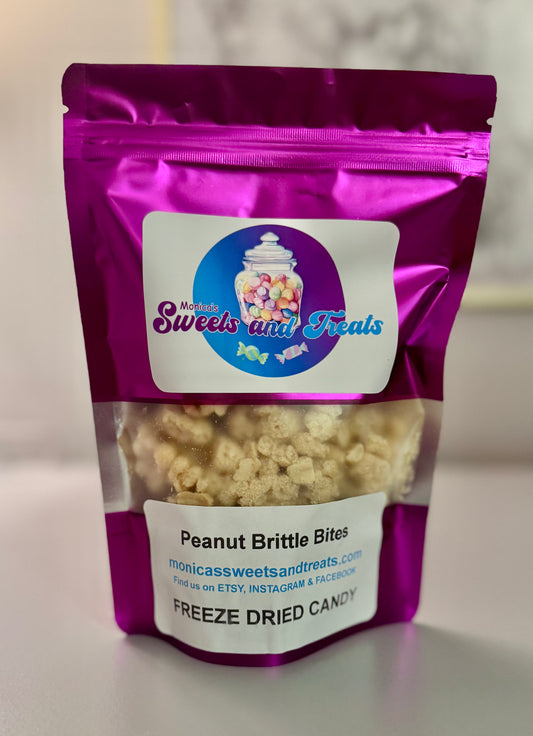 Monica's
Sweets and Treats
Peanut Brittle Bites
monicassweetsandtreats.com
Find us on ETSY, INSTAGRAM & FACEBOOK
FREEZE DRIED CANDY